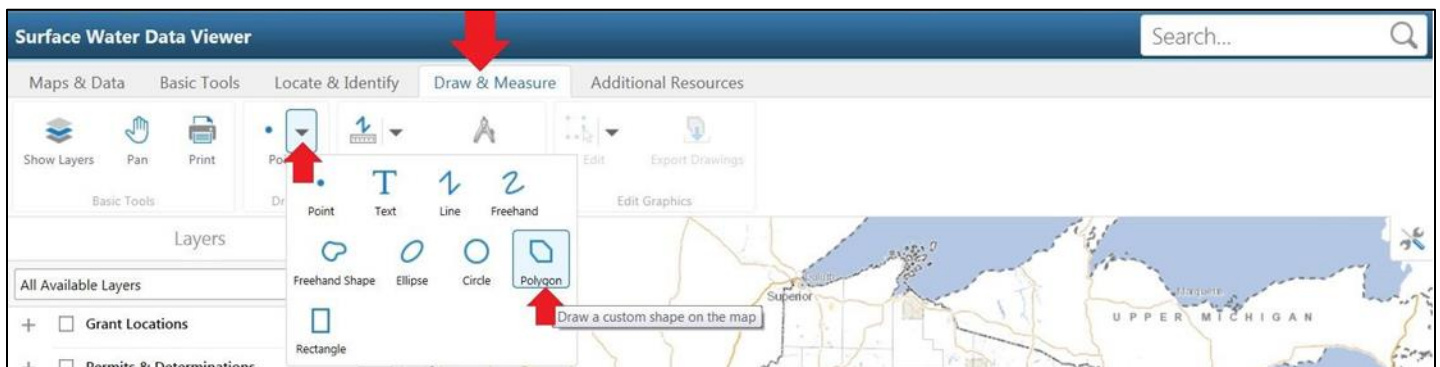 Surface Water Data Viewer
Search...
Maps & Data Basic Tools Locate & Identify Draw & Measure Additional Resources
Show Layers Pan Print Edit Export Drawings
Basic Tools Edit Graphics
Point Text Line Freehand
Layers
Freehand Shape Ellipse Circle Polygon
All Available Layers
Superior
Marquette
Draw a custom shape on the map
UPPER MICHIGAN
Grant Locations
Rectangle
Permits & Determinations